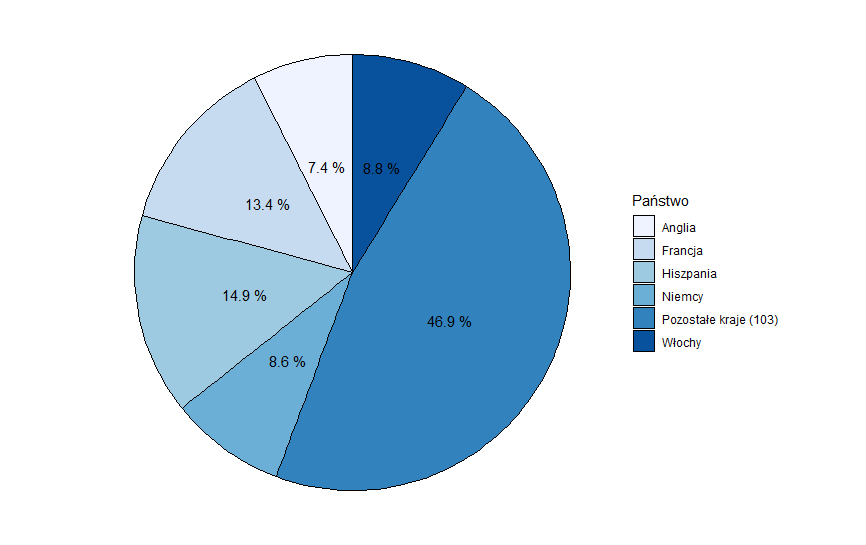 7.4 %
8.8 %
13.4 %
14.9 %
8.6 %
46.9 %
Państwo
Anglia
Francja
Hiszpania
Niemcy
Pozostałe kraje (103)
Włochy